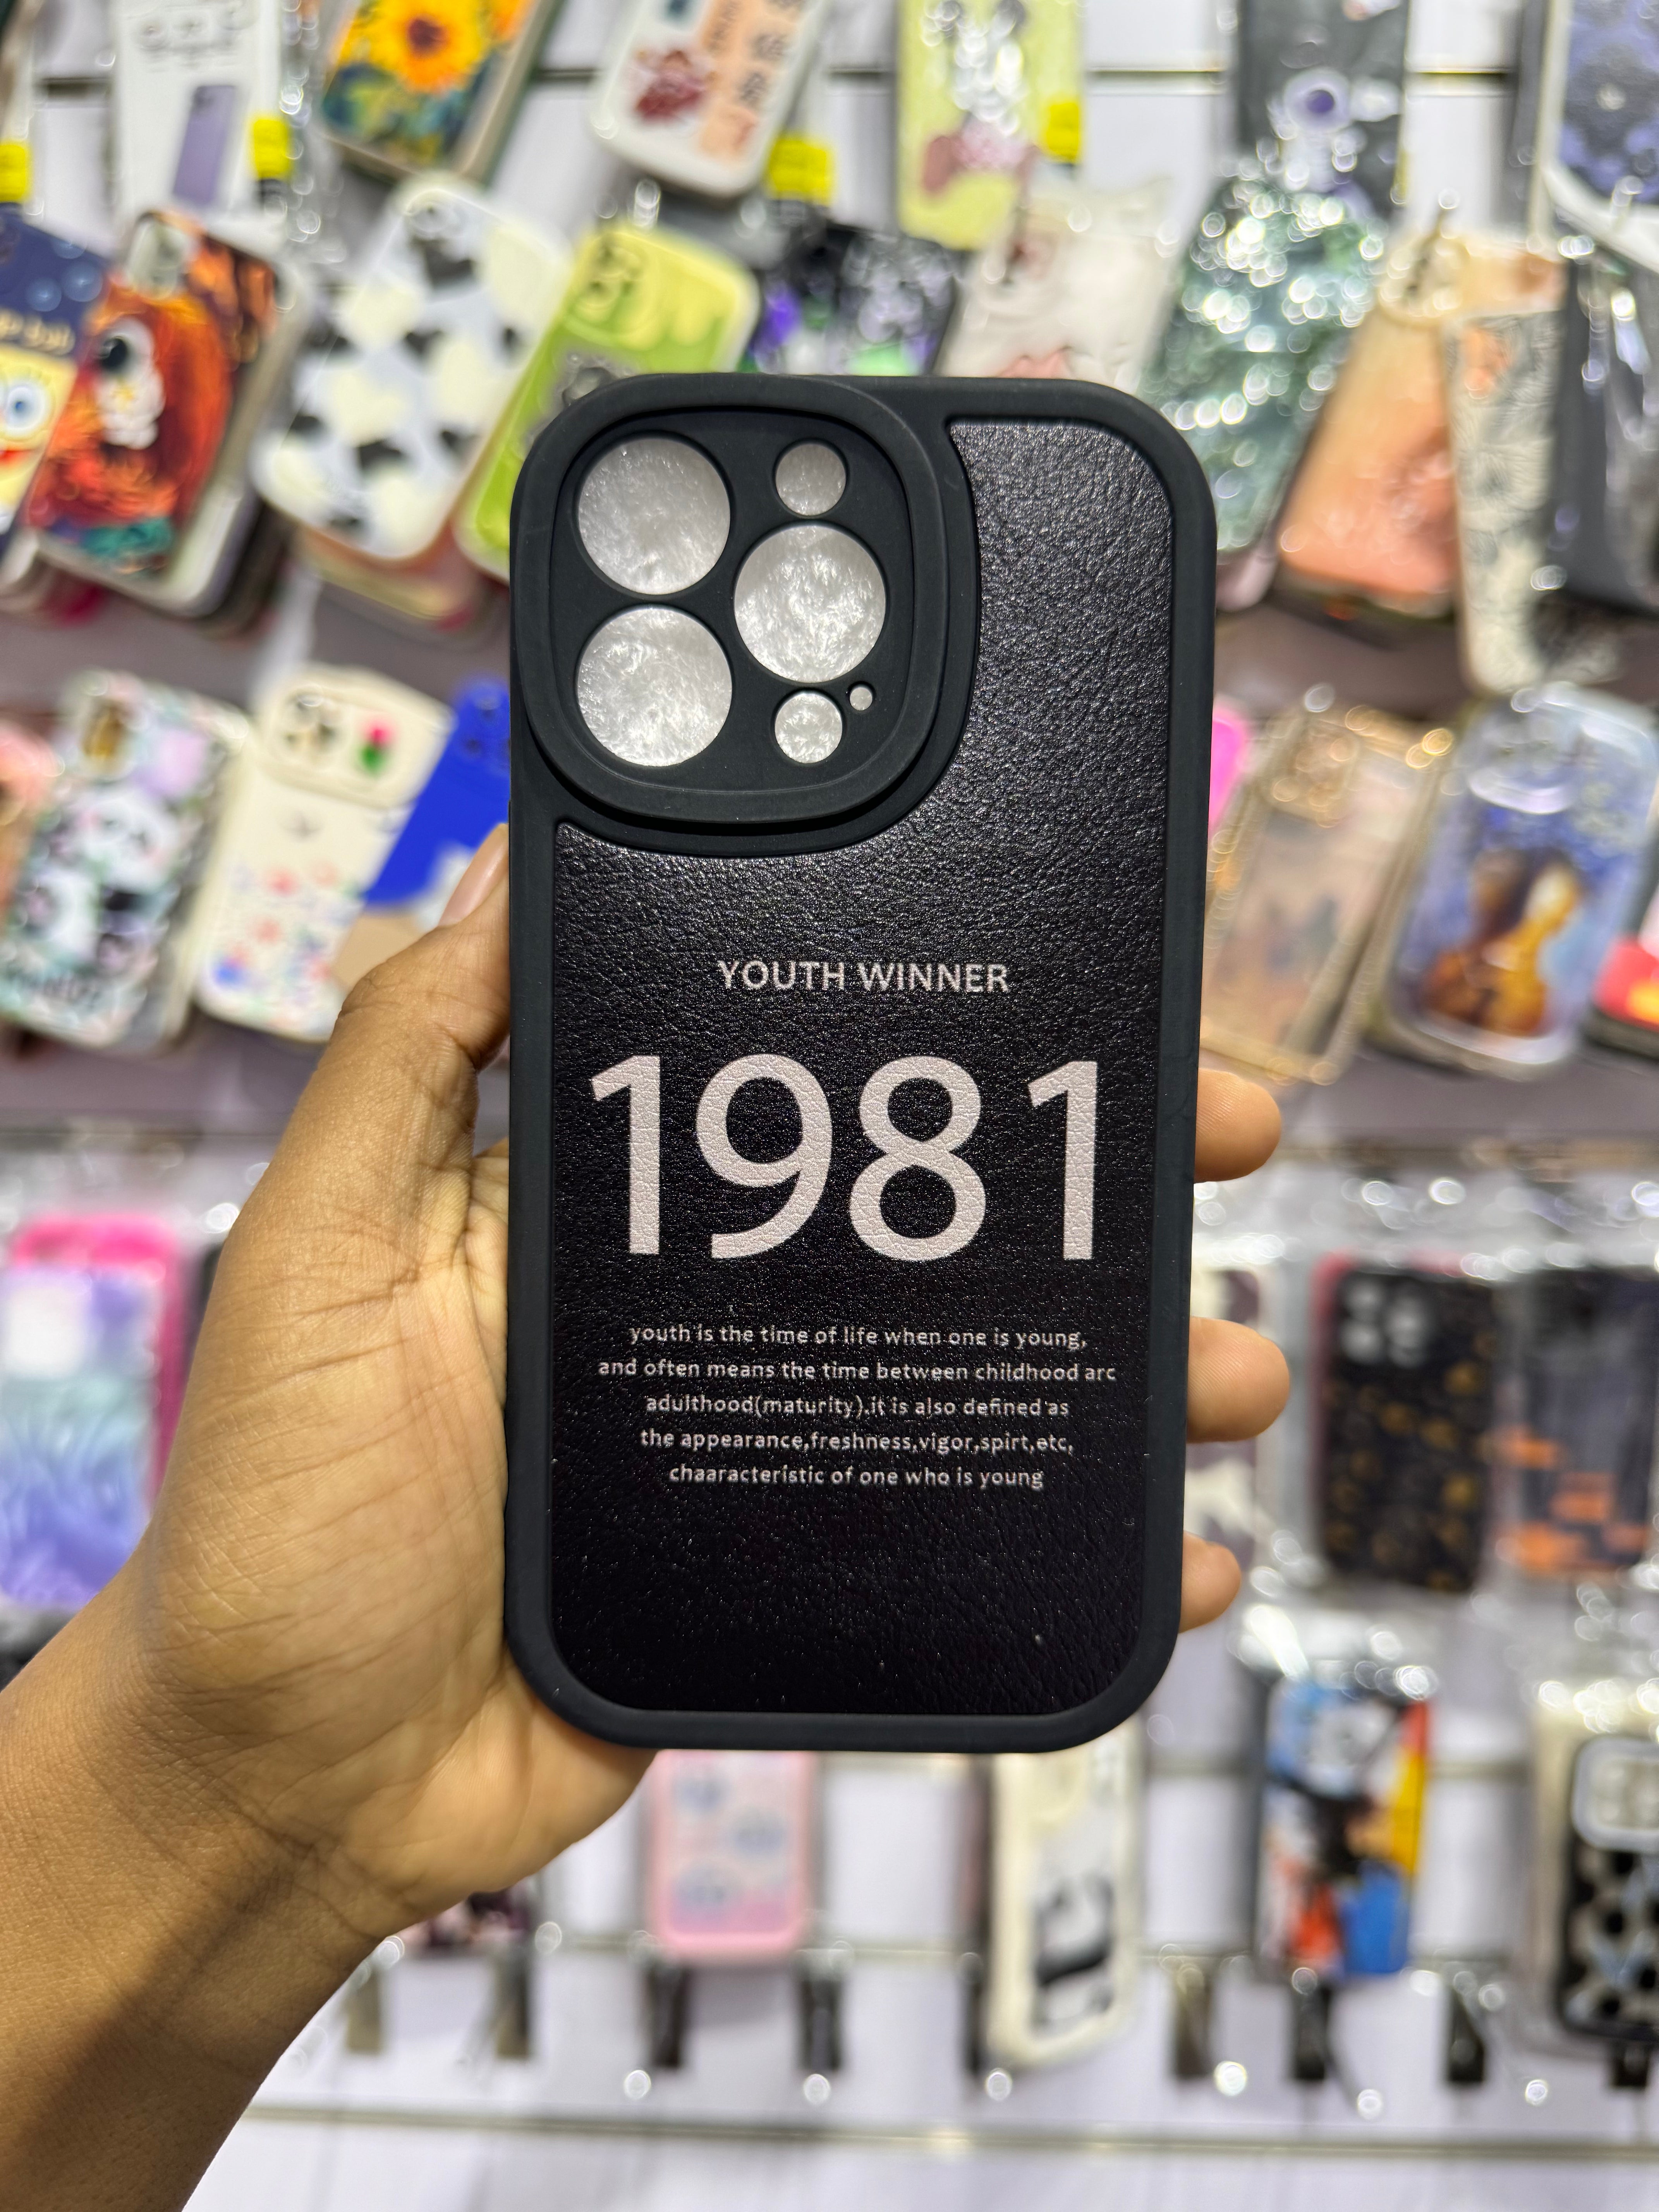 YOUTH WINNER
1981
youth is the time of life when one is young,
and often means the time between childhood arc
adulthood(maturity),it is also defined as
the appearance,freshness,vigor,spirt,etc,
chaaracteristic of one who is young